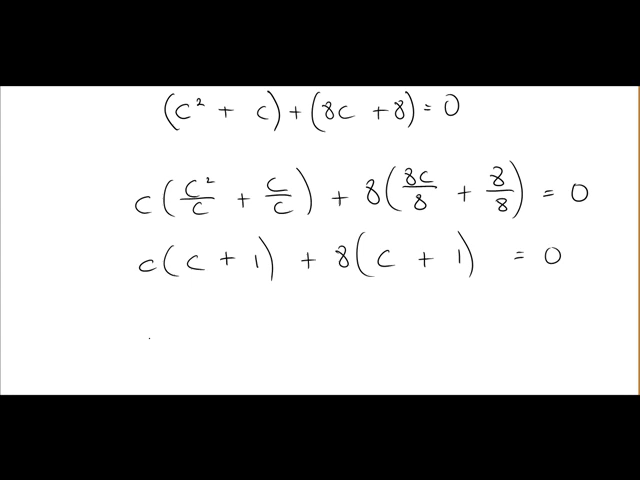 (c² + c) + (8c + 8) = 0
c(c²/c + c/c) + 8(8c/8 + 8/8) = 0
c(c + 1) + 8(c + 1) = 0